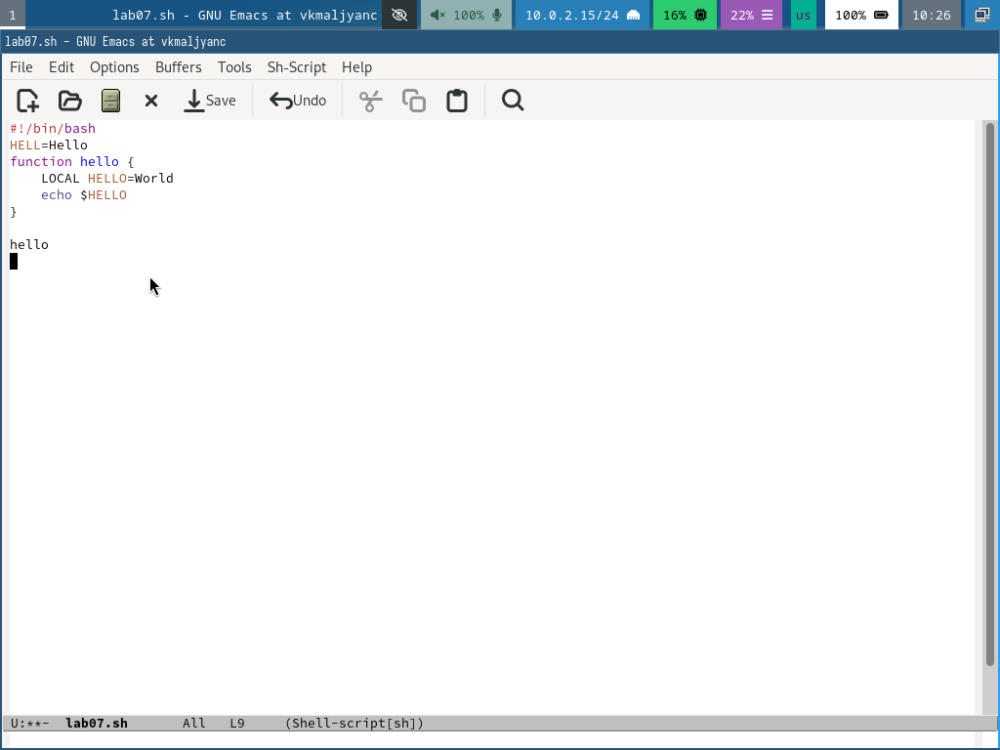 1 lab07.sh - GNU Emacs at vkmaljyanc 100% 10.0.2.15/24 16% 22% us 100% 10:26
lab07.sh - GNU Emacs at vkmaljyanc
File Edit Options Buffers Tools Sh-Script Help
Save Undo
#!/bin/bash
HELL=Hello
function hello {
    LOCAL HELLO=World
    echo $HELLO
}
hello
U:**- lab07.sh All L9 (Shell-script[sh])